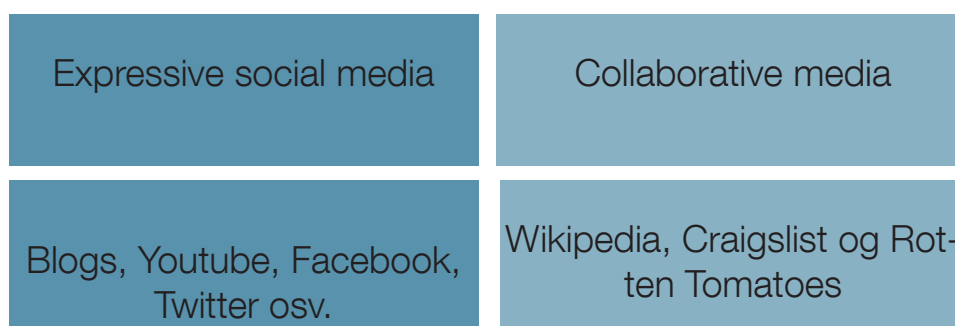 Expressive social media
Collaborative media
Blogs, Youtube, Facebook,
Twitter osv.
Wikipedia, Craigslist og Rot-
ten Tomatoes